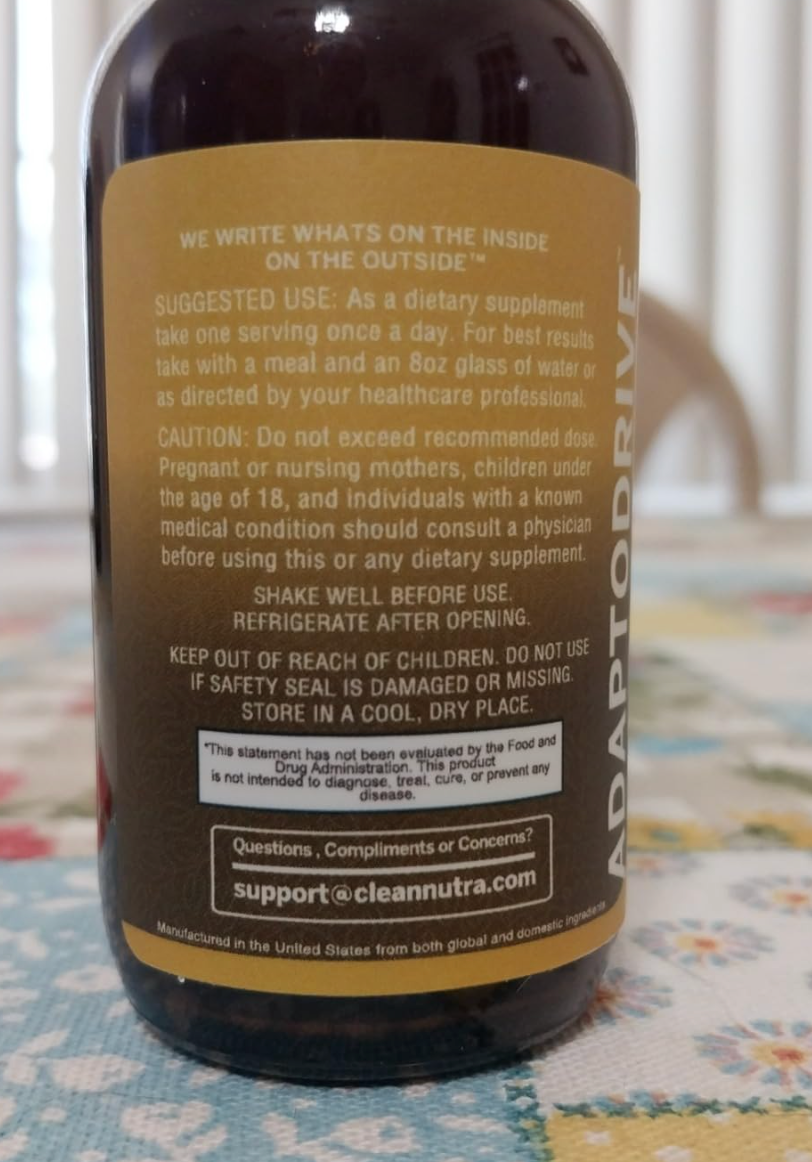 WE WRITE WHATS ON THE INSIDE
ON THE OUTSIDE™
SUGGESTED USE: As a dietary supplement
take one serving once a day. For best results
take with a meal and an 8oz glass of water or
as directed by your healthcare professional.
CAUTION: Do not exceed recommended dose.
Pregnant or nursing mothers, children under
the age of 18, and individuals with a known
medical condition should consult a physician
before using this or any dietary supplement.
SHAKE WELL BEFORE USE.
REFRIGERATE AFTER OPENING.
KEEP OUT OF REACH OF CHILDREN. DO NOT USE
IF SAFETY SEAL IS DAMAGED OR MISSING.
STORE IN A COOL, DRY PLACE.
*This statement has not been evaluated by the Food and
Drug Administration. This product
is not intended to diagnose, treat, cure, or prevent any
disease.
Questions , Compliments or Concerns?
support@cleannutra.com
Manufactured in the United States from both global and domestic ingredients
ADAPTODRIVE™